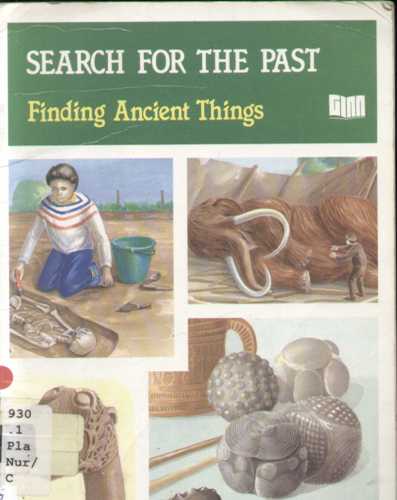 SEARCH FOR THE PAST
Finding Ancient Things
GINN
930
.1
Pla
Nur/
C